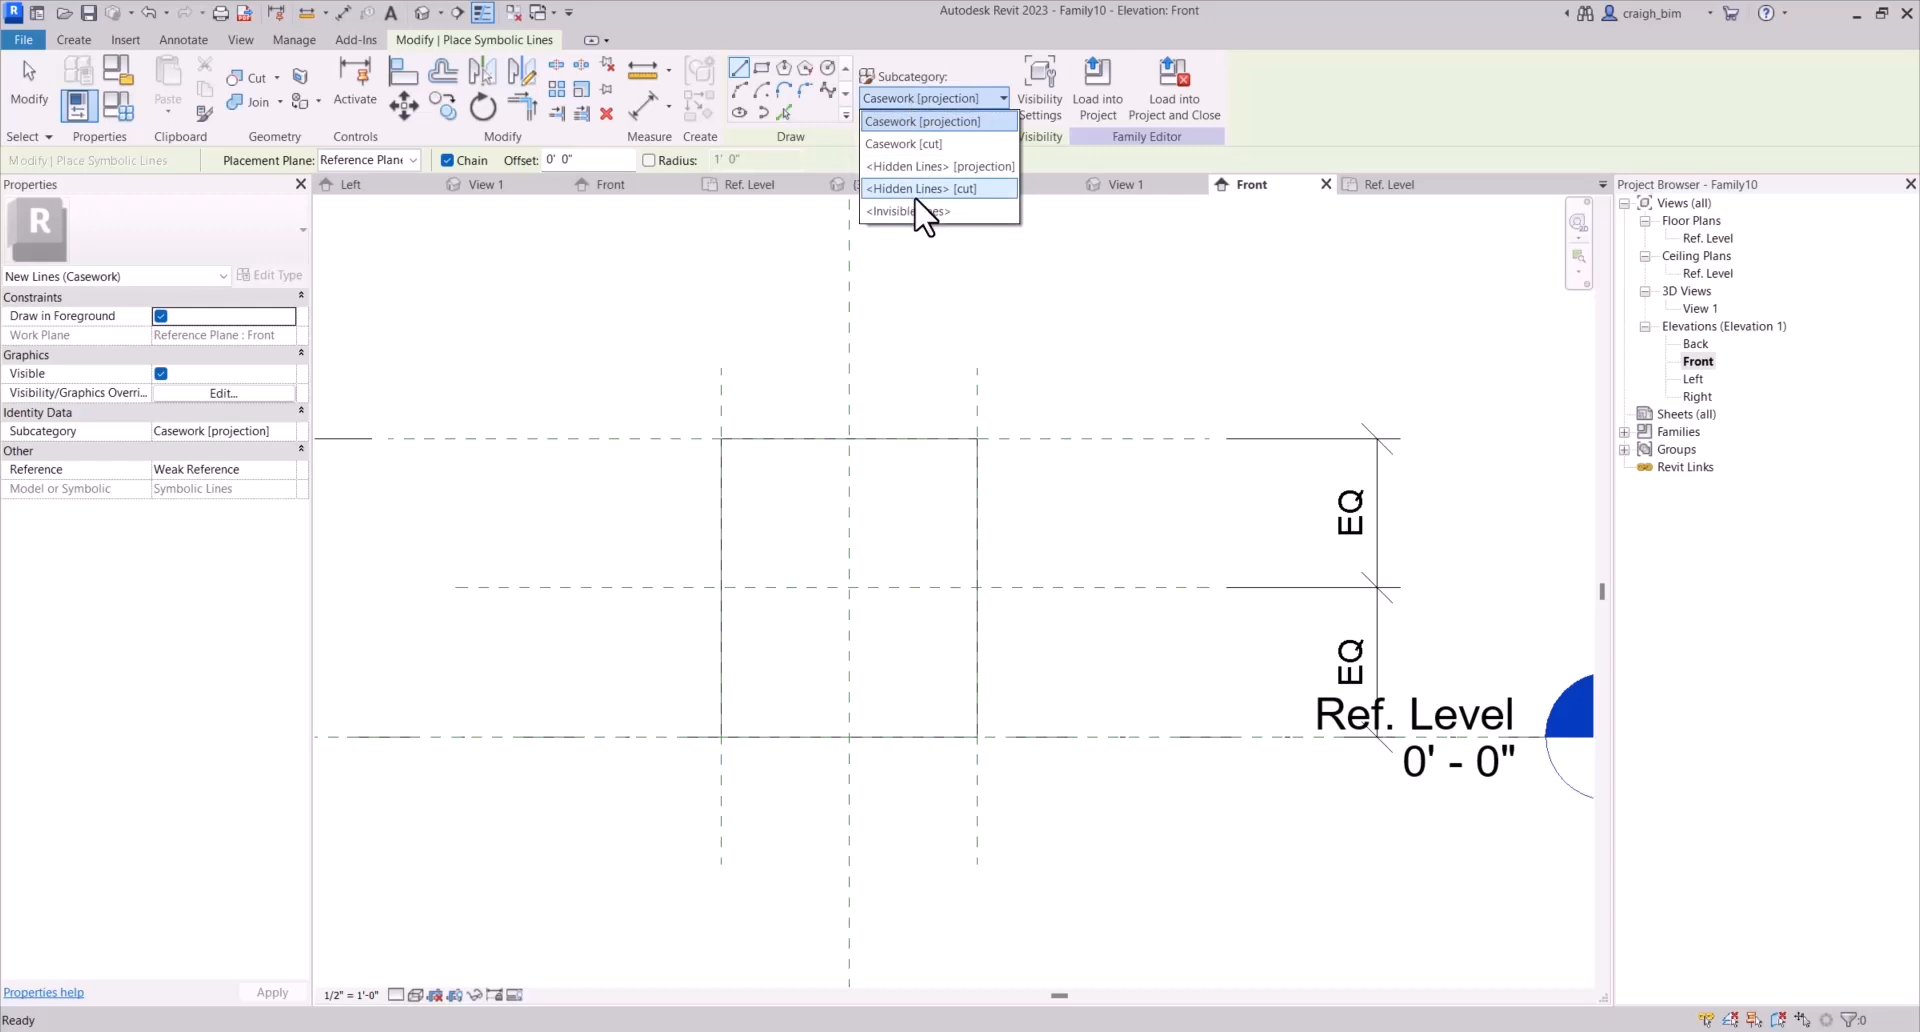 Autodesk Revit 2023 - Family10 - Elevation: Front
craigh_bim
File Create Insert Annotate View Manage Add-Ins Modify | Place Symbolic Lines
Modify
Paste
Cut
Join
Activate
Subcategory:
Casework [projection]
Visibility Settings
Load into Project
Load into Project and Close
Select Properties Clipboard Geometry Controls Modify Measure Create Draw Visibility Family Editor
Casework [projection]
Casework [cut]
<Hidden Lines> [projection]
<Hidden Lines> [cut]
Modify | Place Symbolic Lines Placement Plane: Reference Plane Chain Offset: 0' 0" Radius: 1' 0"
Properties
Left View 1 Front Ref. Level View 1 Front Ref. Level
R
New Lines (Casework) Edit Type
Constraints
Draw in Foreground
Work Plane Reference Plane : Front
Graphics
Visible
Visibility/Graphics Overri... Edit...
Identity Data
Subcategory Casework [projection]
Other
Reference Weak Reference
Model or Symbolic Symbolic Lines
EQ
EQ
Ref. Level
0' - 0"
Project Browser - Family10
Views (all)
Floor Plans
Ref. Level
Ceiling Plans
Ref. Level
3D Views
View 1
Elevations (Elevation 1)
Back
Front
Left
Right
Sheets (all)
Families
Groups
Revit Links
Properties help Apply
1/2" = 1'-0"
Ready
:0